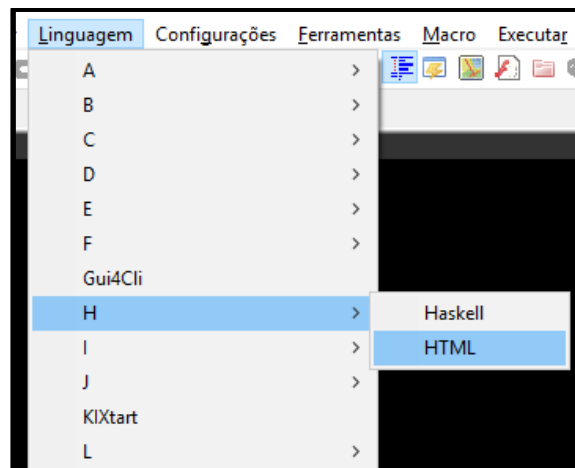 Linguagem Configurações Ferramentas Macro Executar
A
B
C
D
E
F
Gui4Cli
H
Haskell
I
HTML
J
KIXtart
L